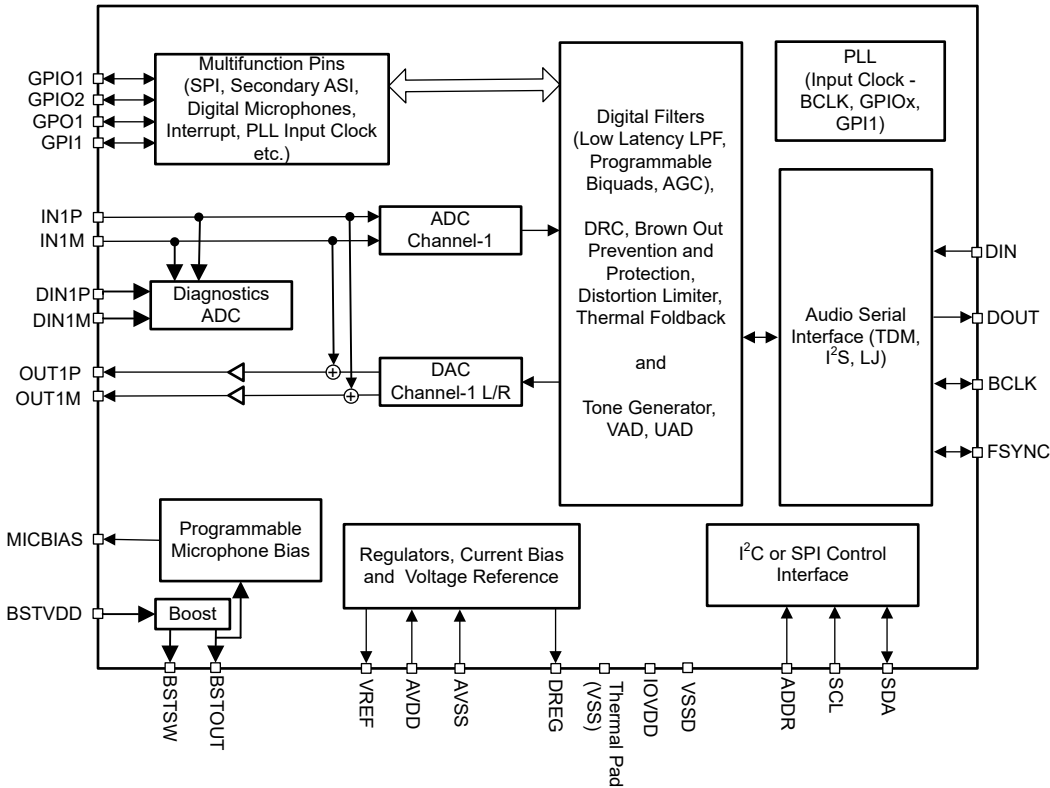 GPIO1
GPIO2
GPO1
GPI1
Multifunction Pins
(SPI, Secondary ASI,
Digital Microphones,
Interrupt, PLL Input Clock
etc.)
IN1P
IN1M
ADC
Channel-1
DIN1P
DIN1M
Diagnostics
ADC
OUT1P
OUT1M
DAC
Channel-1 L/R
Digital Filters
(Low Latency LPF,
Programmable
Biquads, AGC),
DRC, Brown Out
Prevention and
Protection,
Distortion Limiter,
Thermal Foldback
and
Tone Generator,
VAD, UAD
PLL
(Input Clock -
BCLK, GPIOx,
GPI1)
Audio Serial
Interface (TDM,
I²S, LJ)
DIN
DOUT
BCLK
FSYNC
MICBIAS
Programmable
Microphone Bias
BSTVDD
Boost
Regulators, Current Bias
and Voltage Reference
I²C or SPI Control
Interface
BSTSW
BSTOUT
VREF
AVDD
AVSS
DREG
Thermal Pad
(VSS)
IOVDD
VSSD
ADDR
SCL
SDA